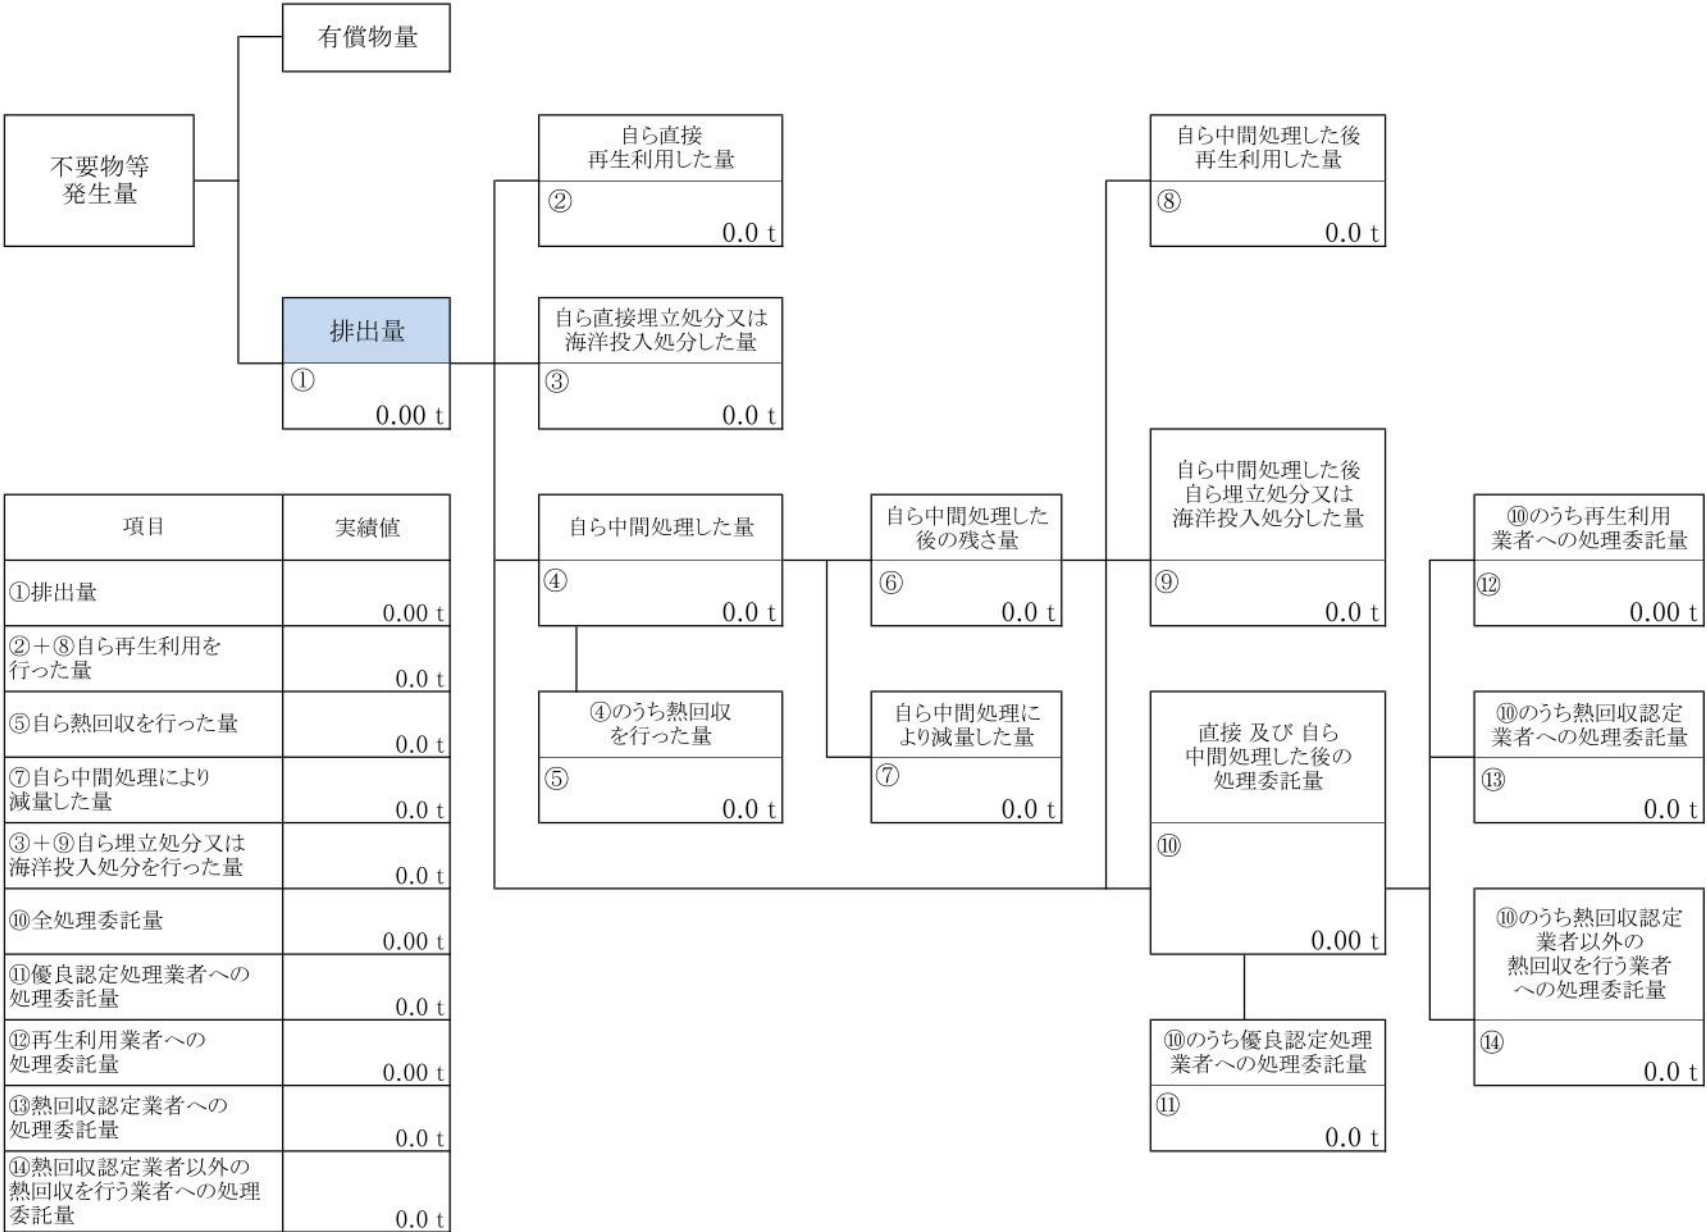 有償物量
不要物等
発生量
自ら直接
再生利用した量
②
0.0 t
自ら中間処理した後
再生利用した量
⑧
0.0 t
排出量
①
0.00 t
自ら直接埋立処分又は
海洋投入処分した量
③
0.0 t
自ら中間処理した量
④
0.0 t
自ら中間処理した
後の残さ量
⑥
0.0 t
自ら中間処理した後
自ら埋立処分又は
海洋投入処分した量
⑨
0.0 t
⑩のうち再生利用
業者への処理委託量
⑫
0.00 t
④のうち熱回収
を行った量
⑤
0.0 t
自ら中間処理に
より減量した量
⑦
0.0 t
直接 及び 自ら
中間処理した後の
処理委託量
⑩
0.00 t
⑩のうち熱回収認定
業者への処理委託量
⑬
0.0 t
⑩のうち熱回収認定
業者以外の
熱回収を行う業者
への処理委託量
⑭
0.0 t
⑩のうち優良認定処理
業者への処理委託量
⑪
0.0 t
項目 実績値
①排出量
0.00 t
②＋⑧自ら再生利用を
行った量
0.0 t
⑤自ら熱回収を行った量
0.0 t
⑦自ら中間処理により
減量した量
0.0 t
③＋⑨自ら埋立処分又は
海洋投入処分を行った量
0.0 t
⑩全処理委託量
0.00 t
⑪優良認定処理業者への
処理委託量
0.0 t
⑫再生利用業者への
処理委託量
0.00 t
⑬熱回収認定業者への
処理委託量
0.0 t
⑭熱回収認定業者以外の
熱回収を行う業者への処理
委託量
0.0 t